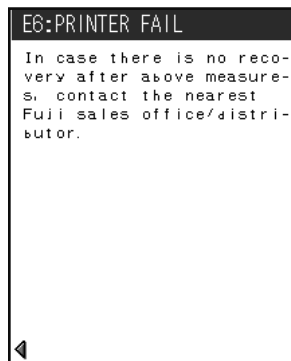 E6:PRINTER FAIL
In case there is no reco-
very after above measure-
s, contact the nearest
Fuji sales office/distri-
butor.